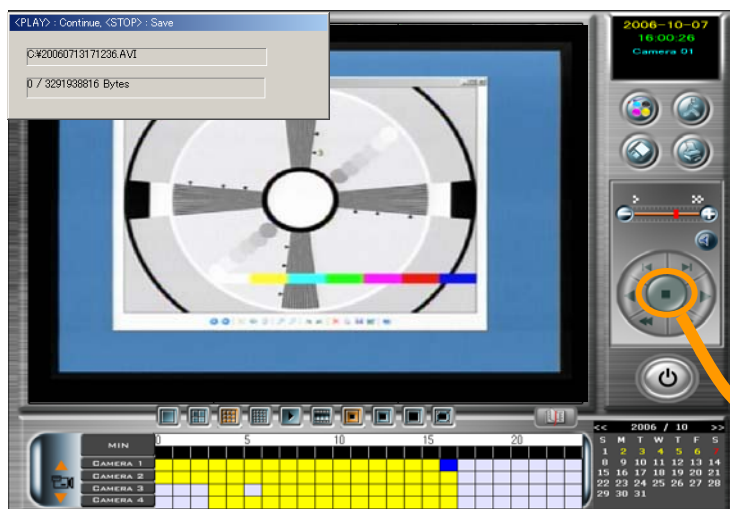 <PLAY> : Continue, <STOP> : Save
C:¥20060713171236.AVI
0 / 3291938816 Bytes
2006-10-07
16:00:26
Camera 01
3
MIN
0 5 10 15 20
CAMERA 1
CAMERA 2
CAMERA 3
CAMERA 4
<< 2006 / 10 >>
S M T W T F S
1 2 3 4 5 6 7
8 9 10 11 12 13 14
15 16 17 18 19 20 21
22 23 24 25 26 27 28
29 30 31